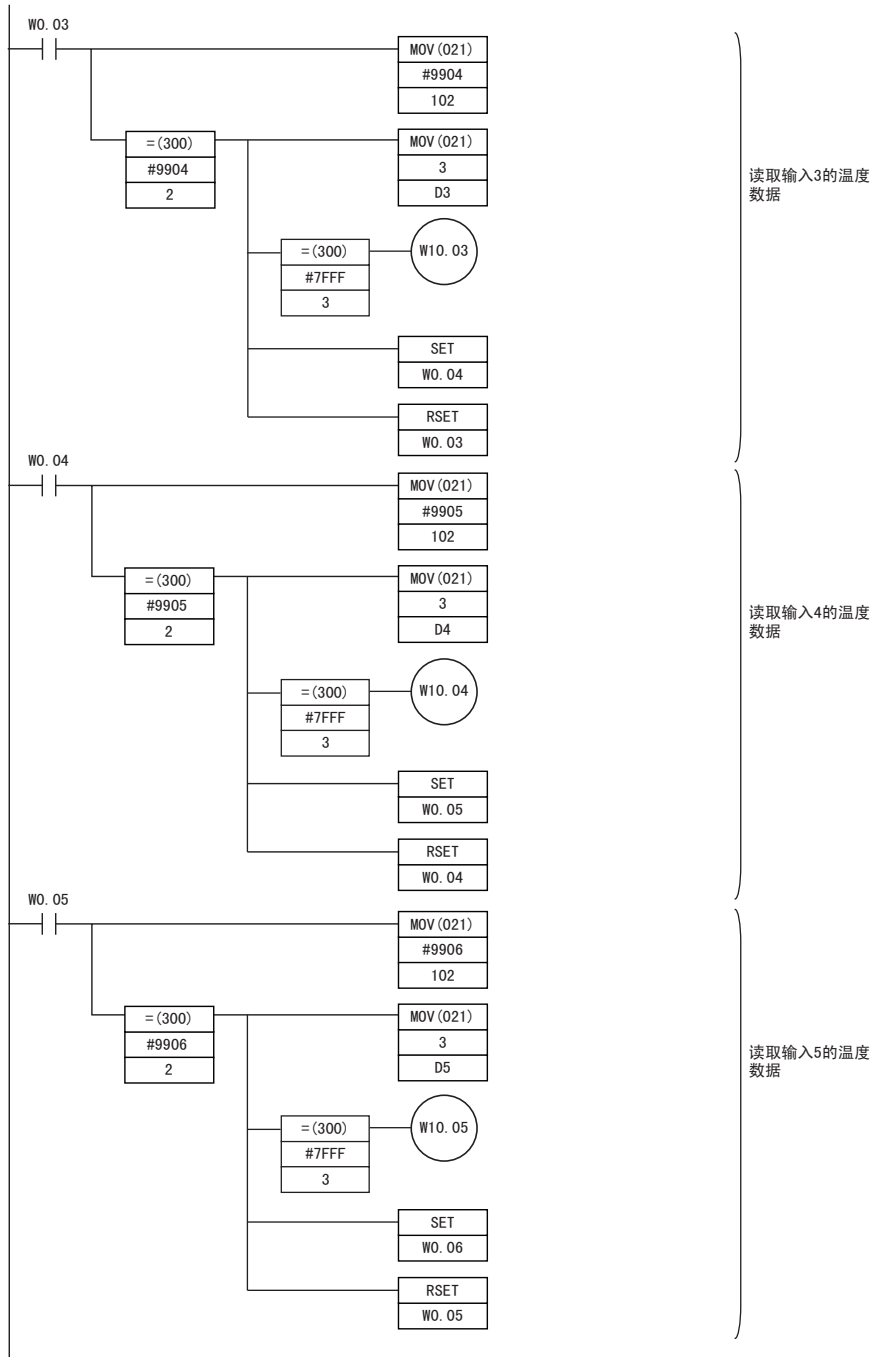 W0.03
MOV(021)
#9904
102
=(300)
#9904
2
MOV(021)
3
D3
=(300)
#7FFF
3
W10.03
SET
W0.04
RSET
W0.03
读取输入3的温度
数据
W0.04
MOV(021)
#9905
102
=(300)
#9905
2
MOV(021)
3
D4
=(300)
#7FFF
3
W10.04
SET
W0.05
RSET
W0.04
读取输入4的温度
数据
W0.05
MOV(021)
#9906
102
=(300)
#9906
2
MOV(021)
3
D5
=(300)
#7FFF
3
W10.05
SET
W0.06
RSET
W0.05
读取输入5的温度
数据